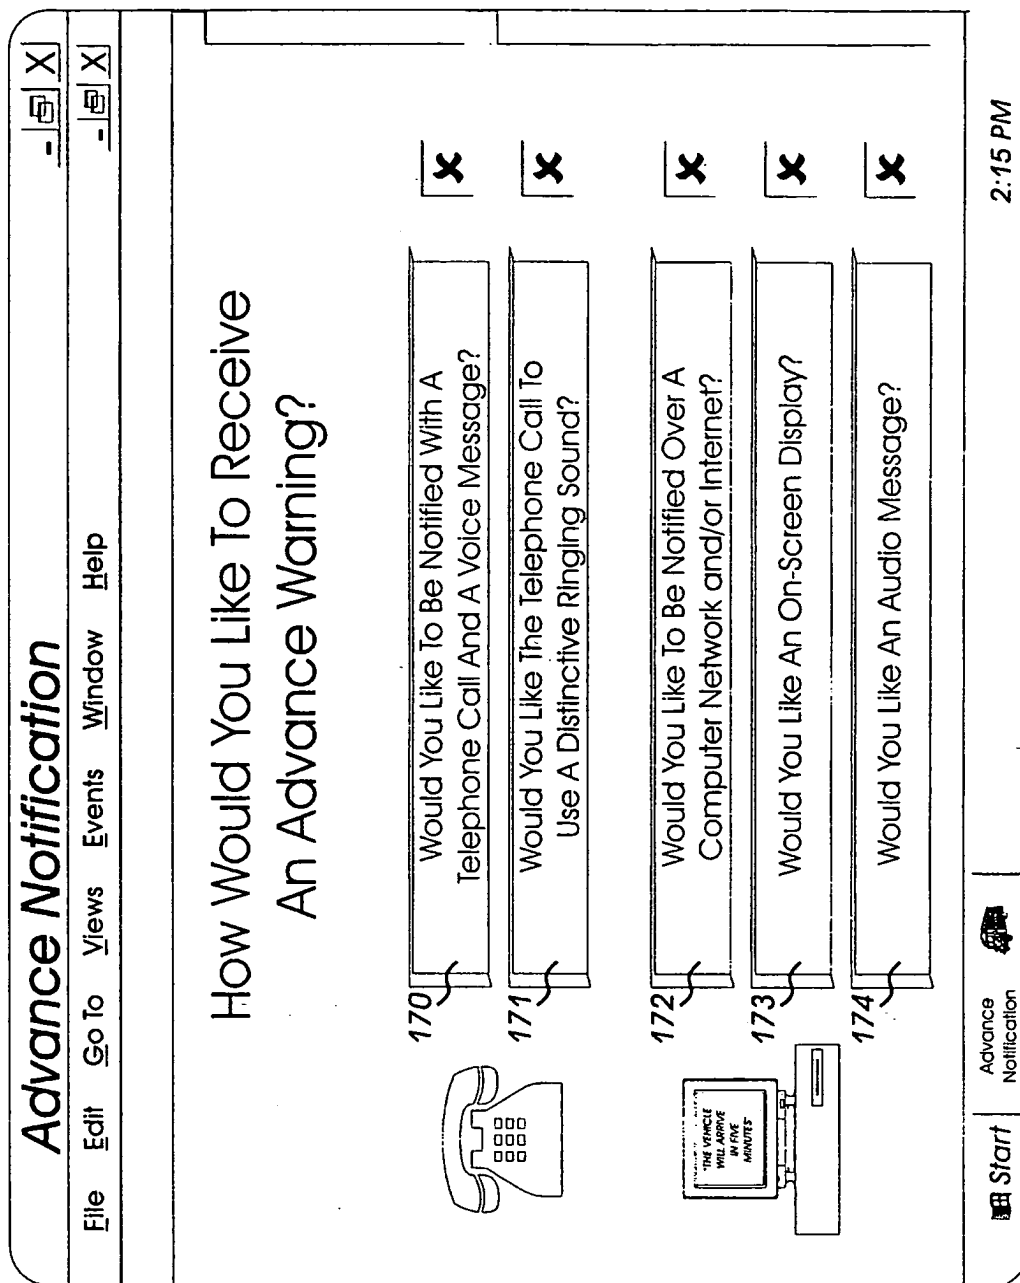 Advance Notification
File Edit Go To Views Events Window Help
How Would You Like To Receive
An Advance Warning?
170
Would You Like To Be Notified With A
Telephone Call And A Voice Message?
171
Would You Like The Telephone Call To
Use A Distinctive Ringing Sound?
172
Would You Like To Be Notified Over A
Computer Network and/or Internet?
173
Would You Like An On-Screen Display?
174
Would You Like An Audio Message?
"THE VEHICLE
WILL ARRIVE
IN FIVE
MINUTES"
Start
Advance
Notification
2:15 PM